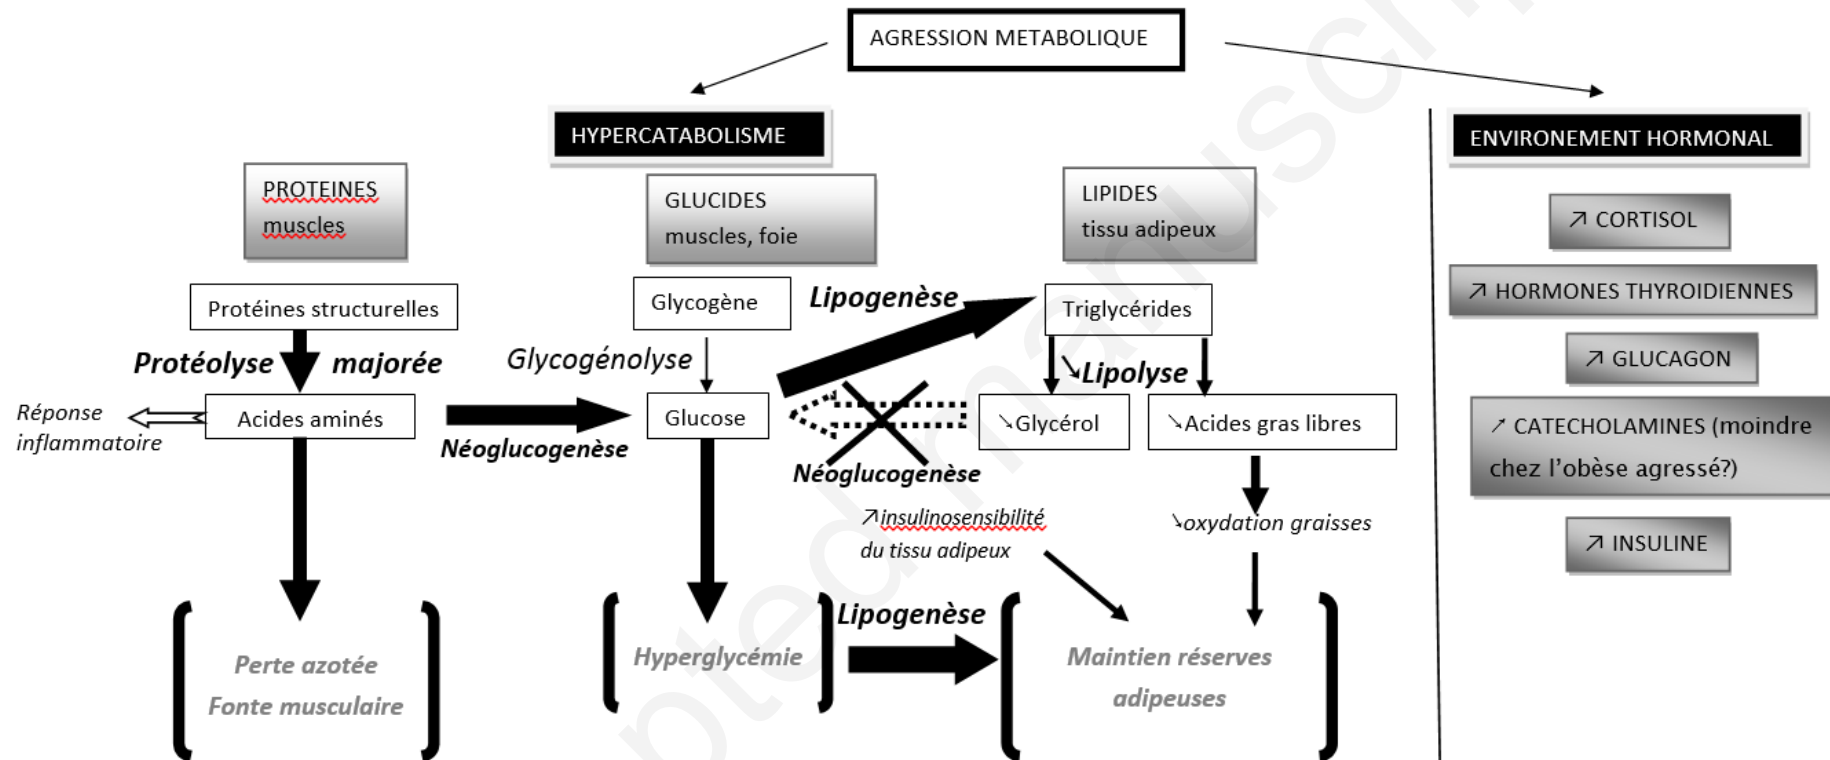 AGRESSION METABOLIQUE
HYPERCATABOLISME
ENVIRONEMENT HORMONAL
PROTEINES
muscles
GLUCIDES
muscles, foie
LIPIDES
tissu adipeux
↗ CORTISOL
↗ HORMONES THYROIDIENNES
↗ GLUCAGON
↗ CATECHOLAMINES (moindre
chez l'obèse agressé?)
↗ INSULINE
Protéines structurelles
Glycogène
Lipogenèse
Triglycérides
Protéolyse majorée
Glycogénolyse
↘Lipolyse
Réponse
inflammatoire
Acides aminés
Néoglucogenèse
Glucose
Néoglucogenèse
↘Glycérol
↘Acides gras libres
↗insulinosensibilité
du tissu adipeux
↘oxydation graisses
Perte azotée
Fonte musculaire
Hyperglycémie
Lipogenèse
Maintien réserves
adipeuses
pted manuscrip